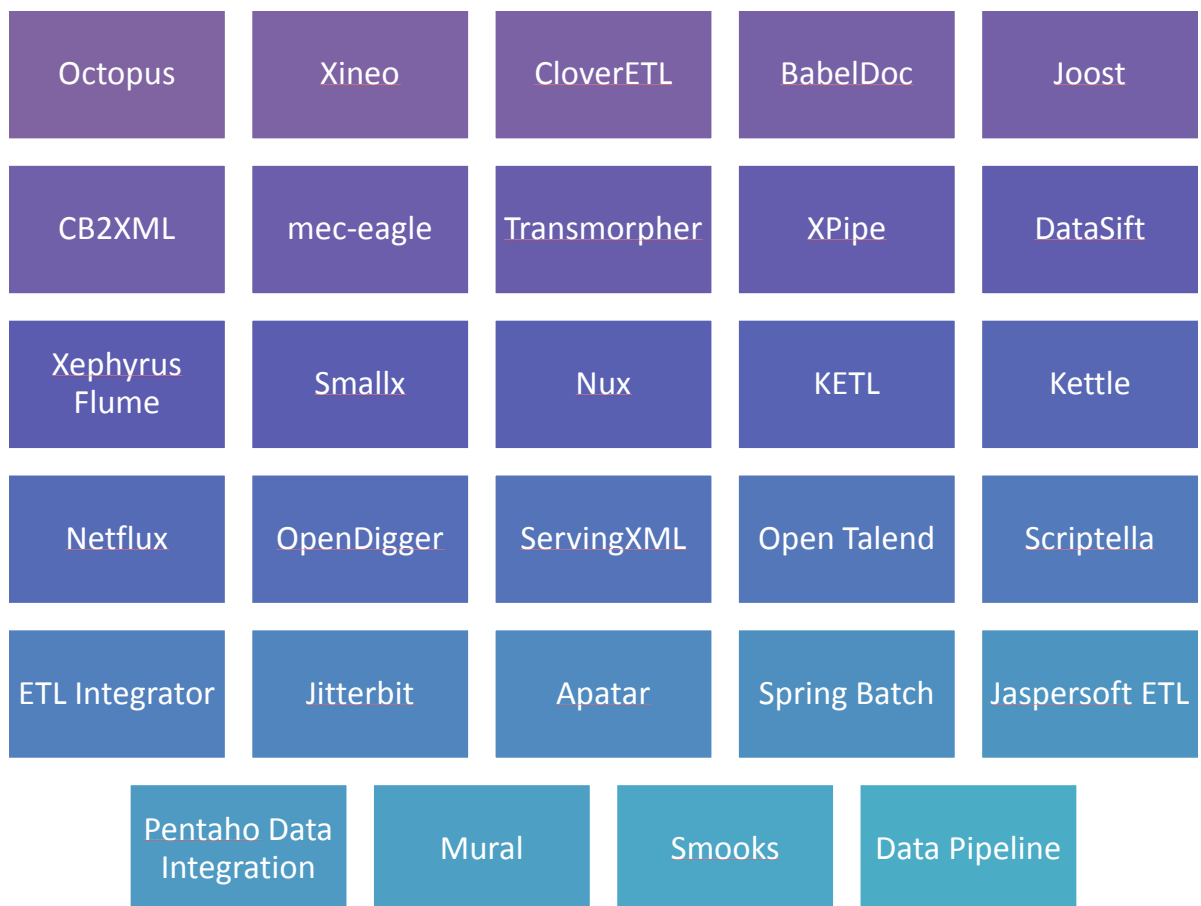 Octopus
Xineo
CloverETL
BabelDoc
Joost
CB2XML
mec-eagle
Transmorpher
XPipe
DataSift
Xephyrus
Flume
Smallx
Nux
KETL
Kettle
Netflux
OpenDigger
ServingXML
Open Talend
Scriptella
ETL Integrator
Jitterbit
Apatar
Spring Batch
Jaspersoft ETL
Pentaho Data
Integration
Mural
Smooks
Data Pipeline